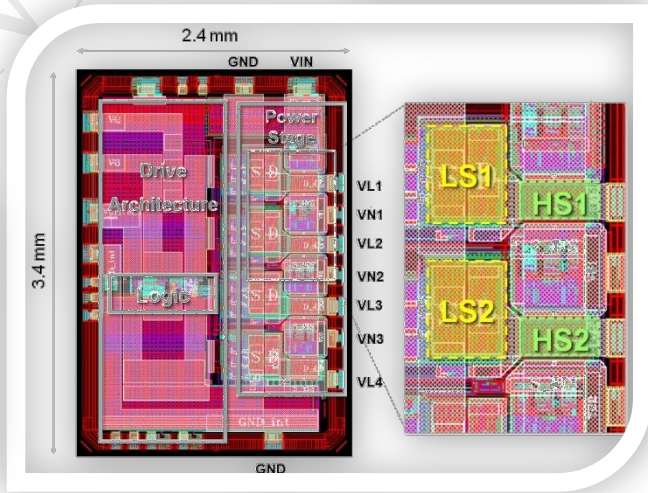 2.4 mm
GND VIN
3.4 mm
Power
Stage
Drive
Architecture
Logic
VL1
VN1
VL2
VN2
VL3
VN3
VL4
S D
S D
S D
S D
GND_int
GND
LS1
HS1
LS2
HS2